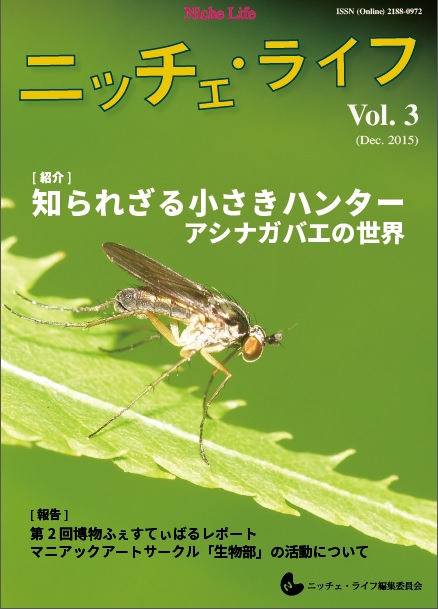 Niche Life
ISSN (Online) 2188-0972
ニッチェ・ライフ
Vol. 3
(Dec. 2015)
[ 紹介 ]
知られざる小さきハンター
アシナガバエの世界
[ 報告 ]
第 2 回博物ふぇすてぃばるレポート
マニアックアートサークル「生物部」の活動について
ニッチェ・ライフ編集委員会